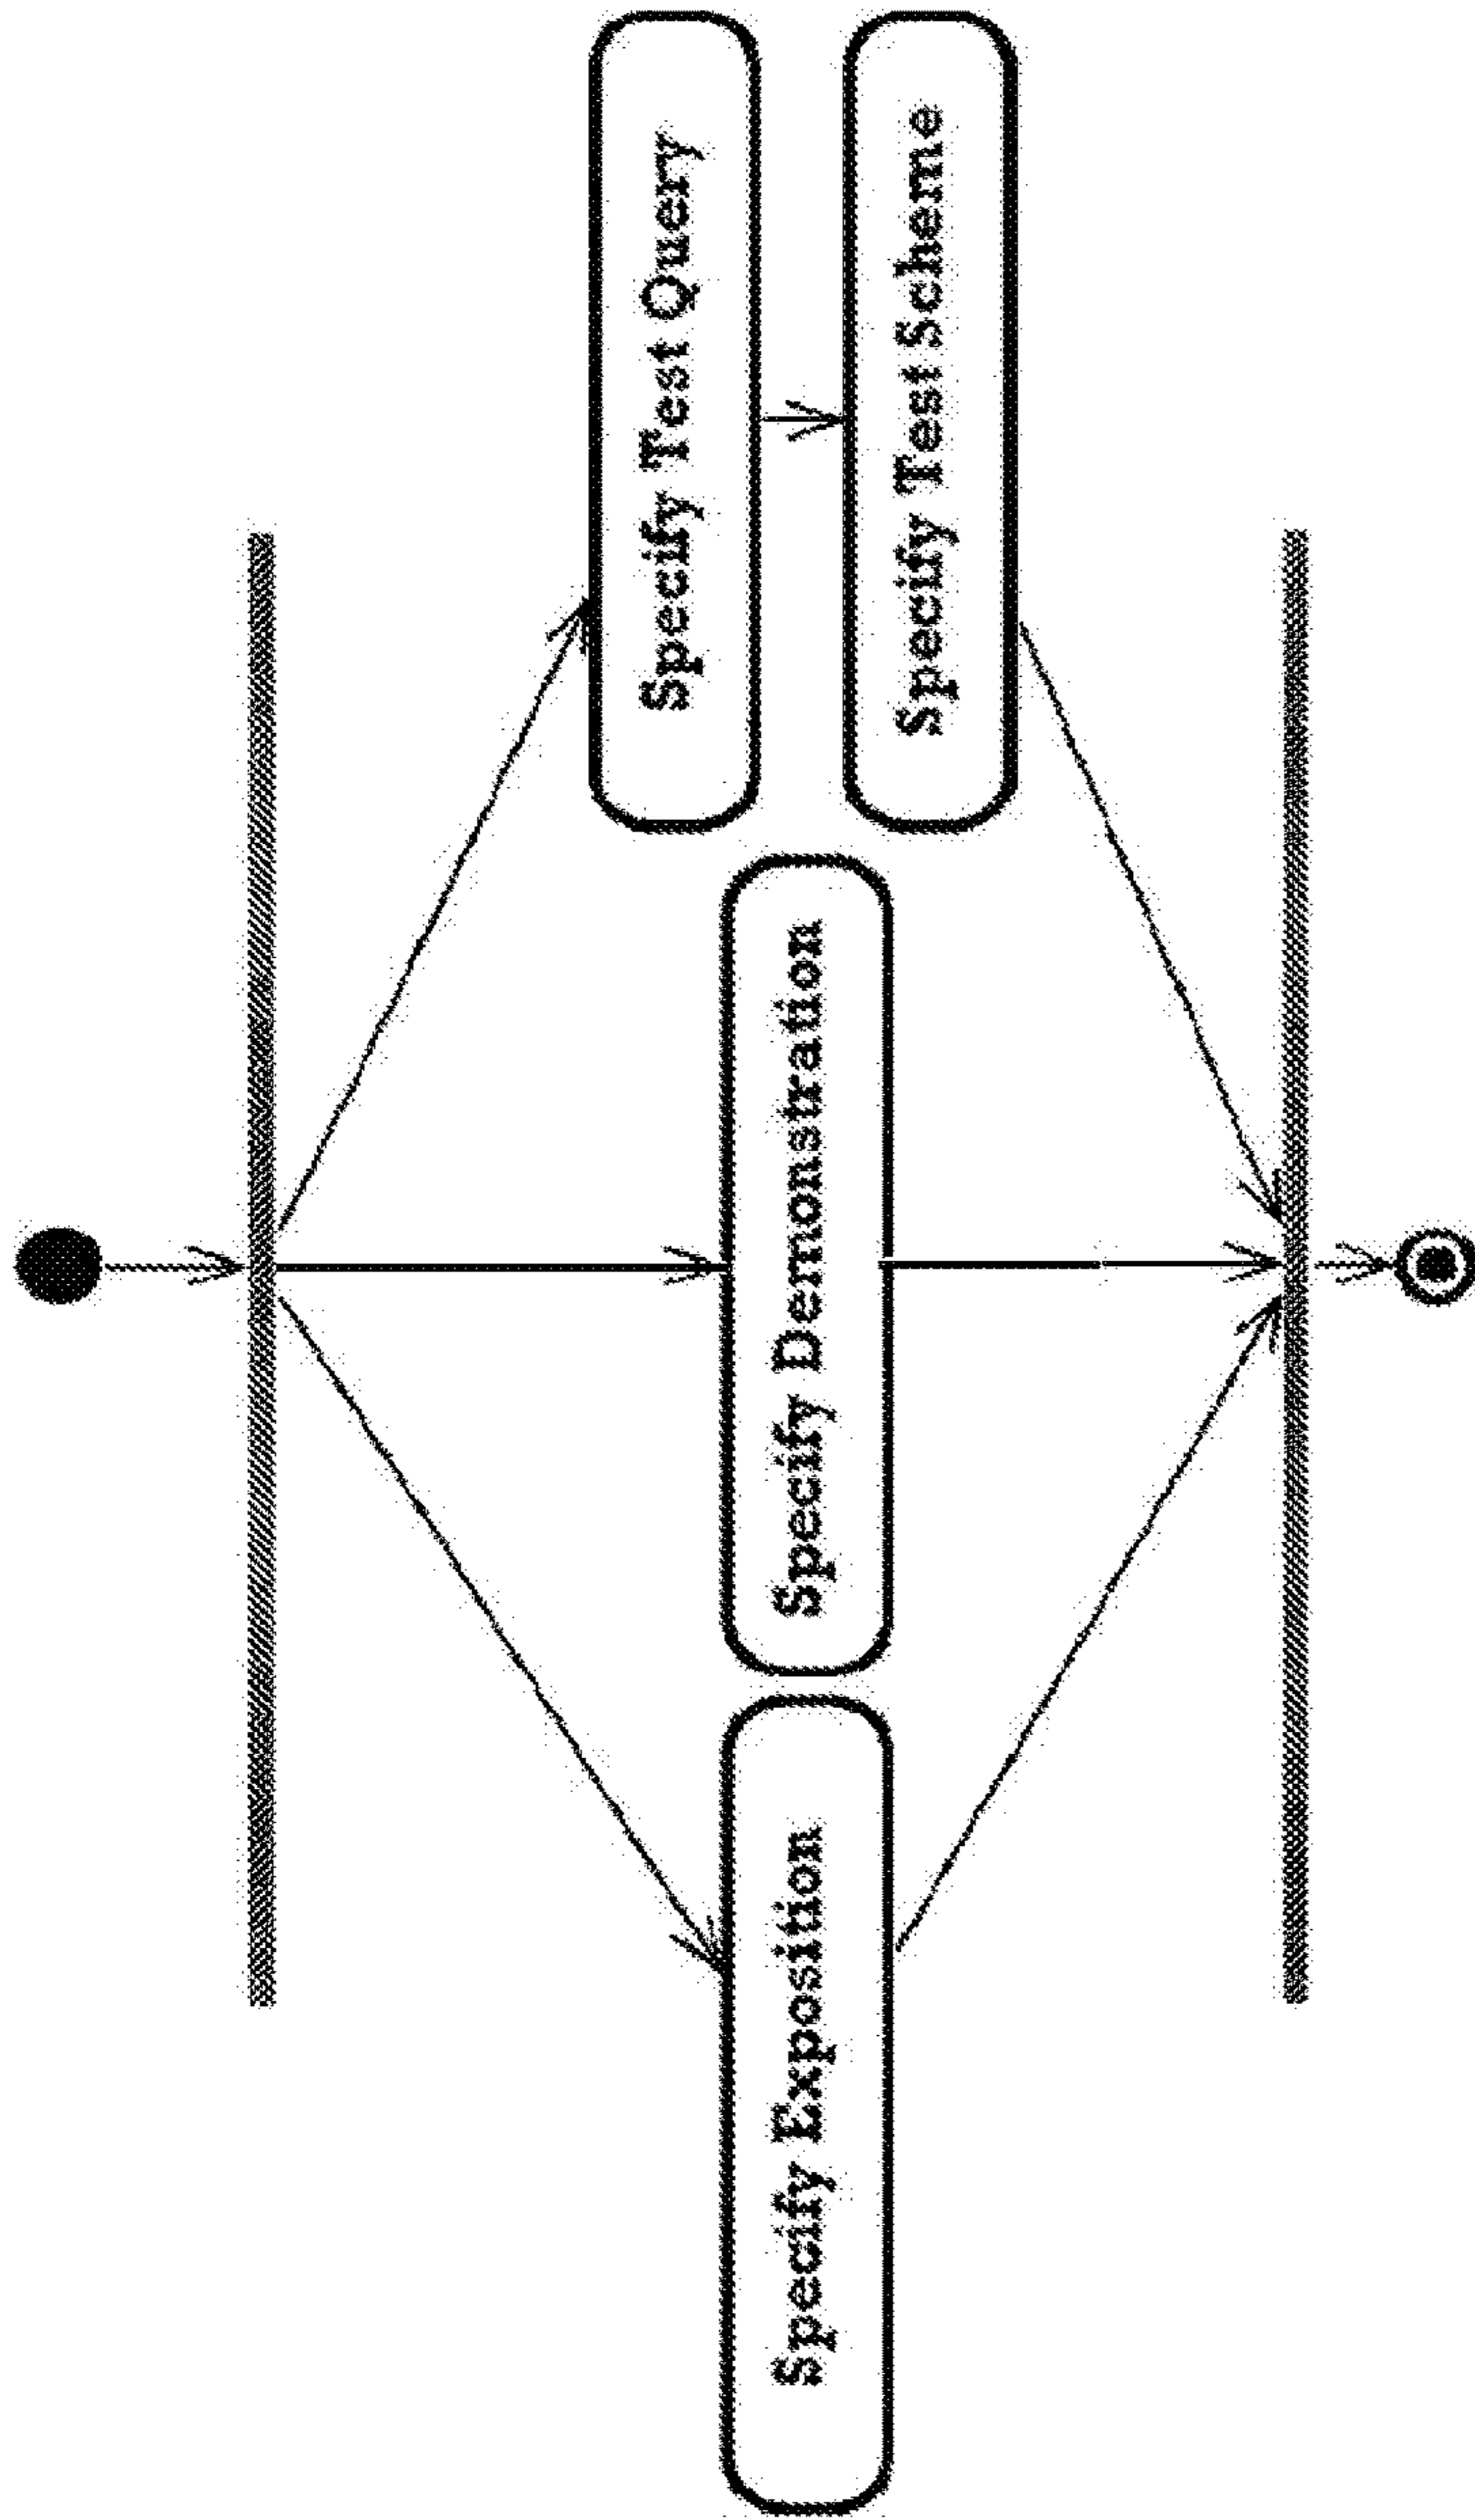 Specify Exposition
Specify Demonstration
Specify Test Query
Specify Test Scheme